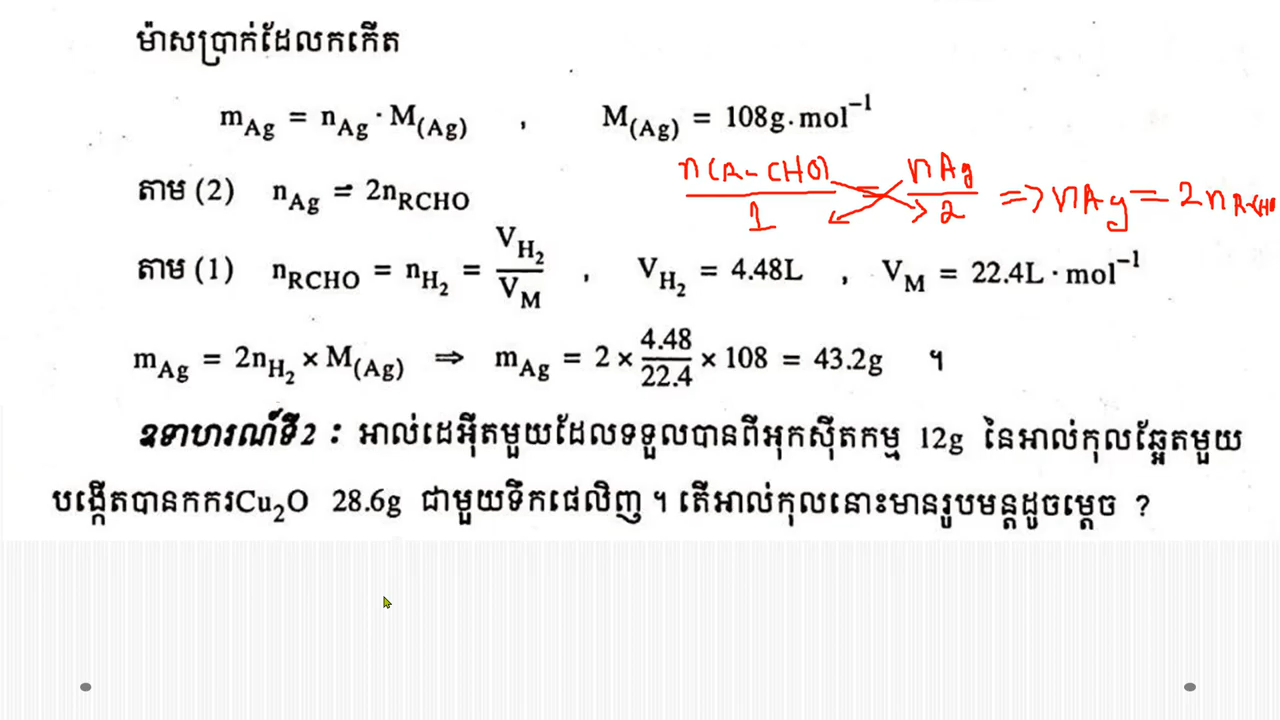 ម៉ាសប្រាក់ដែលកកើត
m_Ag = n_Ag · M_(Ag) , M_(Ag) = 108g.mol⁻¹
n(R-CHO)/1 = nAg/2 => nAg = 2n R-CHO
តាម (2) n_Ag = 2n_RCHO
តាម (1) n_RCHO = n_H₂ = V_H₂/V_M , V_H₂ = 4.48L , V_M = 22.4L · mol⁻¹
m_Ag = 2n_H₂ × M_(Ag) ⇒ m_Ag = 2 × 4.48/22.4 × 108 = 43.2g ។
ឧទាហរណ៍ទី2 : អាល់ដេអ៊ីតមួយដែលទទួលបានពីអុកស៊ីតកម្ម 12g នៃអាល់កុលឆ្អែតមួយ
បង្កើតបានកករCu₂O 28.6g ជាមួយទឹកផេលិញ ។ តើអាល់កុលនោះមានរូបមន្តដូចម្តេច ?